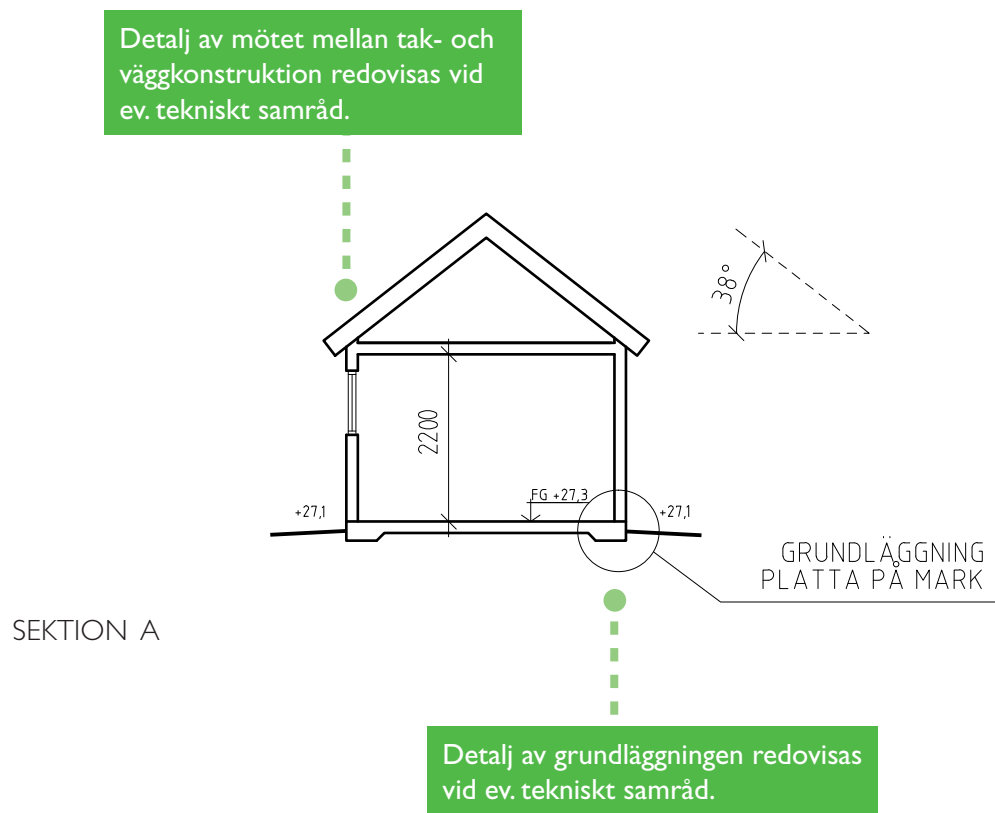 Detalj av mötet mellan tak- och
väggkonstruktion redovisas vid
ev. tekniskt samråd.
38°
2200
FG +27,3
+27,1
+27,1
GRUNDLÄGGNING
PLATTA PÅ MARK
SEKTION A
Detalj av grundläggningen redovisas
vid ev. tekniskt samråd.